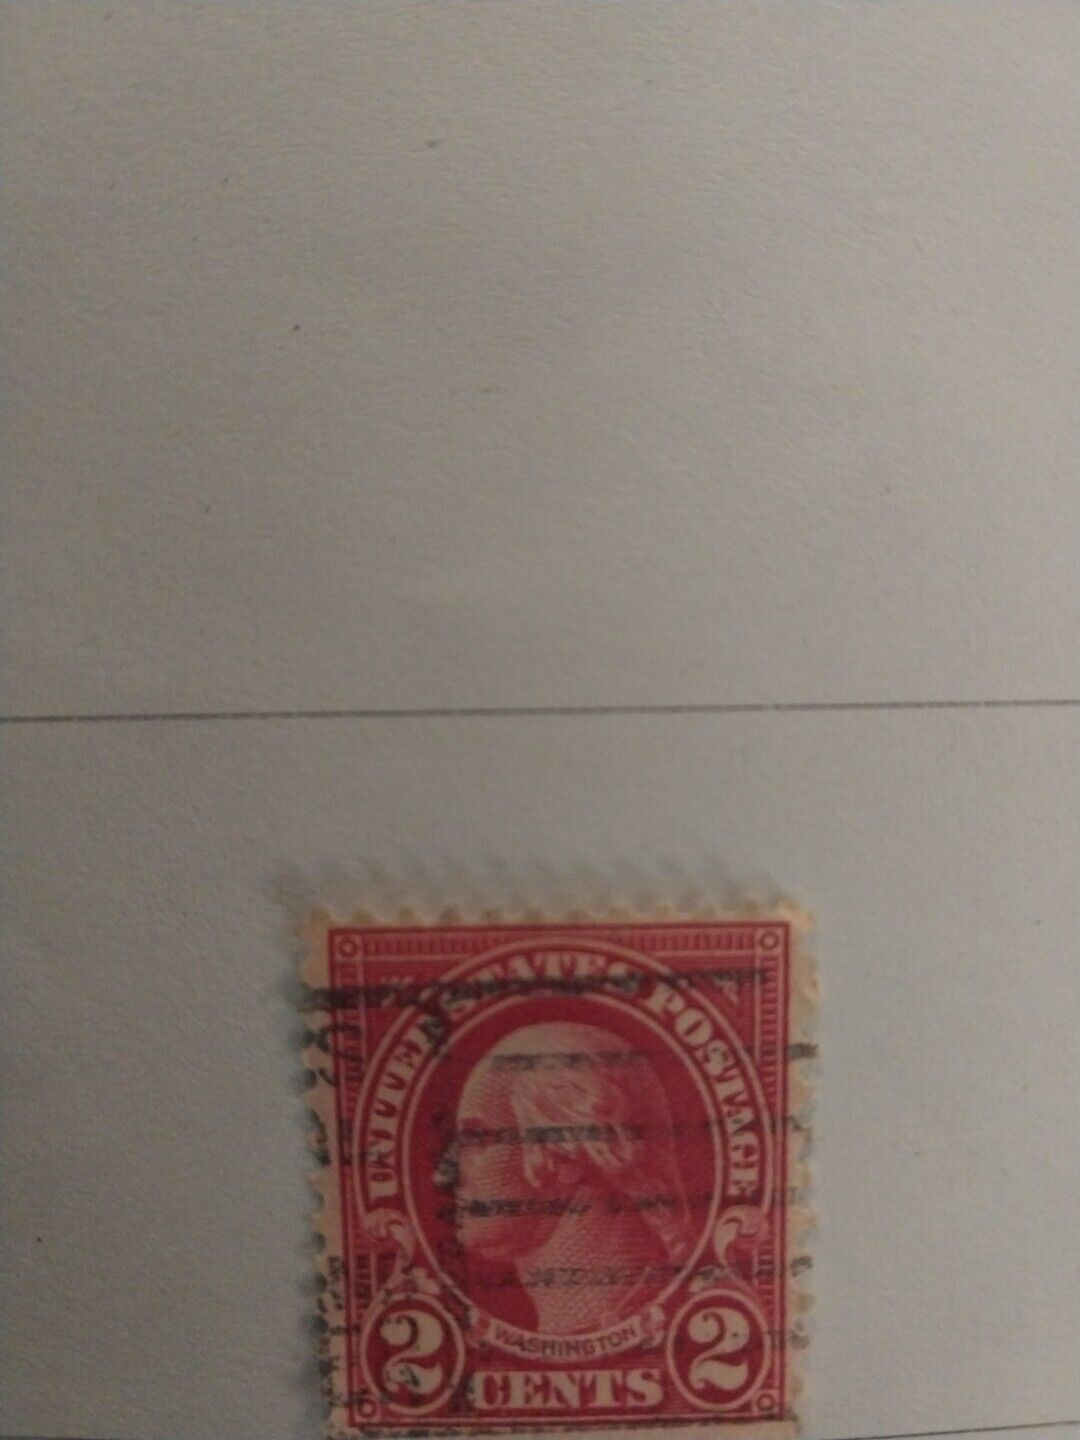 UNITED STATES POSTAGE
WASHINGTON
2 CENTS 2